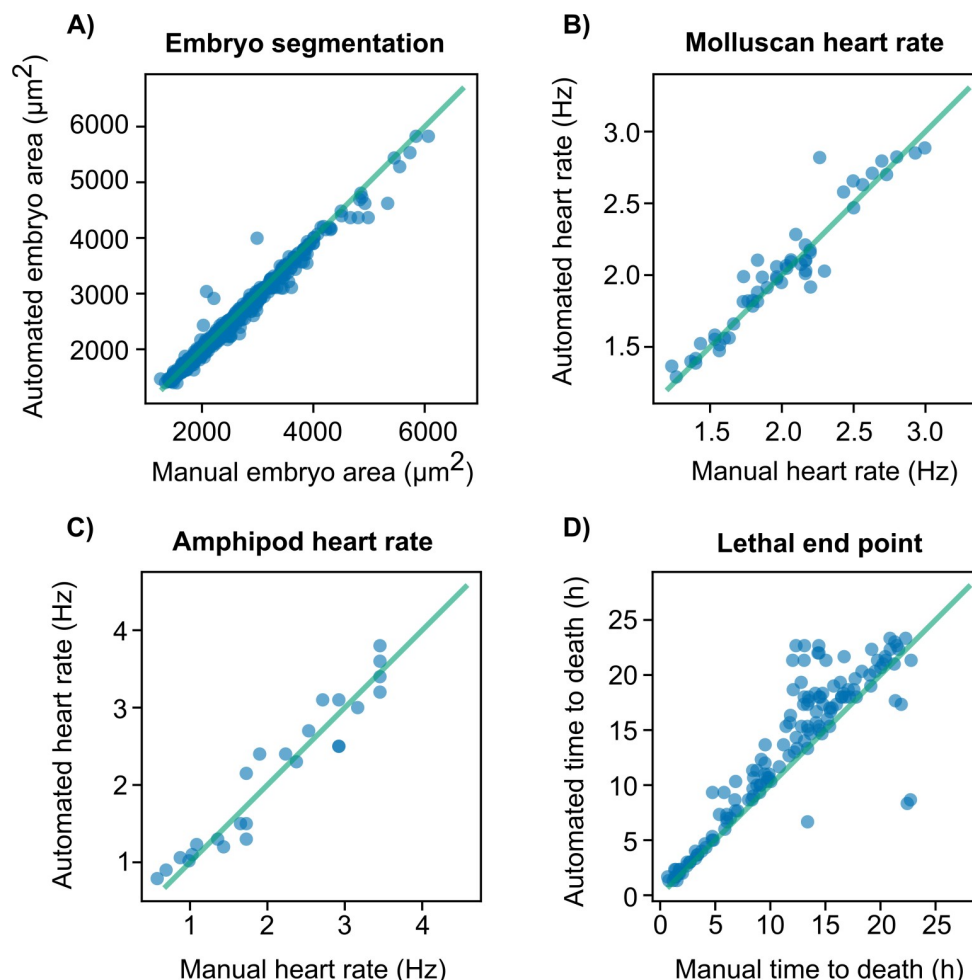 A)
Embryo segmentation
Automated embryo area (µm²)
6000
5000
4000
3000
2000
2000
4000
6000
Manual embryo area (µm²)
B)
Molluscan heart rate
Automated heart rate (Hz)
3.0
2.5
2.0
1.5
1.5
2.0
2.5
3.0
Manual heart rate (Hz)
C)
Amphipod heart rate
Automated heart rate (Hz)
4
3
2
1
1
2
3
4
Manual heart rate (Hz)
D)
Lethal end point
Automated time to death (h)
25
20
15
10
5
0
0
5
10
15
20
25
Manual time to death (h)